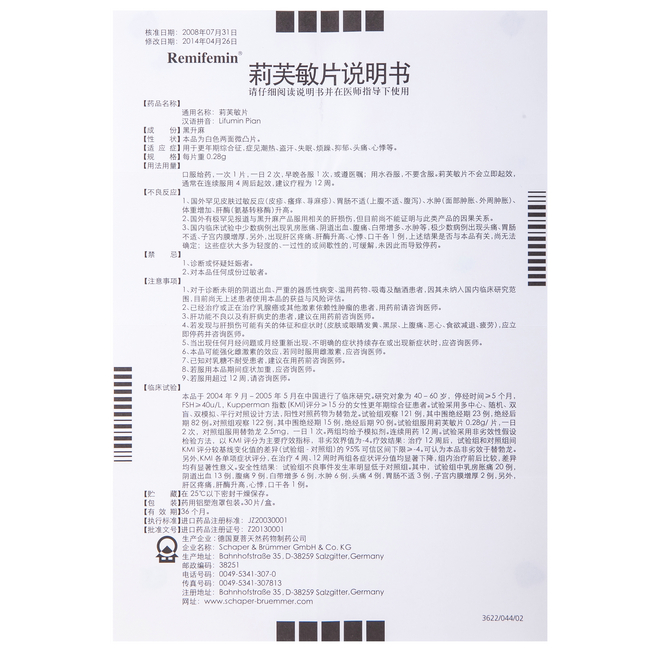 核准日期：2008年07月31日
修改日期：2014年04月26日
Remifemin®
莉芙敏片说明书
请仔细阅读说明书并在医师指导下使用
【药品名称】
通用名称：莉芙敏片
汉语拼音：Lifumin Pian
【成 份】黑升麻
【性 状】本品为白色两面微凸片。
【适 应 症】用于更年期综合征，症见潮热、盗汗、失眠、烦躁、抑郁、头痛、心悸等。
【规 格】每片重0.28g
【用法用量】
口服给药，一次1片，一日2次，早晚各服1次，或遵医嘱；用水吞服，不要含服。莉芙敏片不会立即起效，
通常在连续服用4周后起效，建议疗程为12周。
【不良反应】
1、国外罕见皮肤过敏反应（皮疹、瘙痒、荨麻疹）、胃肠不适（上腹不适、腹泻）、水肿（面部肿胀、外周肿胀）、
体重增加、肝酶（氨基转移酶）升高。
2、国外有极罕见报道与黑升麻产品服用相关的肝损伤，但目前尚不能证明与此类产品的因果关系。
3、国内临床试验中少数病例出现乳房胀痛、阴道出血、腹痛、白带增多、水肿等，极少数病例出现头痛、胃肠
不适、子宫内膜增厚，另外，出现肝区疼痛、肝酶升高、心悸、口干各1例，上述结果是否与本品有关，尚无法
确定；这些症状大多为轻度的、一过性的或间歇性的，可缓解，未因此而导致停药。
【禁 忌】
1、诊断或怀疑妊娠者。
2、对本品任何成份过敏者。
【注意事项】
1、对于诊断未明的阴道出血、严重的器质性病变、滥用药物、吸毒及酗酒患者，因其未纳入国内临床研究范
围，目前尚无上述患者使用本品的获益与风险评估。
2、已经治疗或正在治疗乳腺癌或其他激素依赖性肿瘤的患者，用药前请咨询医师。
3、肝功能不良以及有肝病史的患者，建议在用药前咨询医师。
4、若发现与肝损伤可能有关的体征和症状时（皮肤或眼睛发黄、黑尿、上腹痛、恶心、食欲减退、疲劳），应立
即停药并咨询医师。
5、当出现任何月经问题或月经重新出现、不明确的症状持续存在或出现新症状时，应咨询医师。
6、本品可能强化雌激素的效应，若同时服用雌激素，应咨询医师。
7、已知对乳糖不耐受患者，建议在用药前咨询医师。
8、若服用本品期间症状加重，应咨询医师。
9、若服用超过12周，请咨询医师。
【临床试验】
本品于2004年9月-2005年5月在中国进行了临床研究。研究对象为40-60岁，停经时间≥5个月，
FSH≥40u/L，Kupperman指数（KMI）评分≥15分的女性更年期综合征患者。试验采用多中心、随机、双
盲、双模拟、平行对照设计方法，阳性对照药物为替勃龙。试验组观察121例，其中围绝经期23例，绝经后
期82例。对照组观察122例，其中围绝经期15例，绝经后期90例。试验组服用莉芙敏片0.28g/片，一日
2次，对照组服用替勃龙2.5mg，一日1次，两组均给予模拟剂。连续用药12周。试验采用非劣效性假设
检验方法，以KMI评分为主要疗效指标，非劣效界值为-4。疗效结果：治疗12周后，试验组和对照组间
KMI评分较基线变化值的差异（试验组-对照组）的95%可信区间下限≥-4，可认为本品非劣效于替勃龙。
另外，KMI各单项症状评分，在治疗4周、12周时两组各症状评分值均显著下降，组内治疗前后比较，差异
均有显著性意义。安全性结果：试验组不良事件发生率明显低于对照组。其中，试验组中乳房胀痛20例，
阴道出血13例，腹痛9例，白带增多6例，水肿6例，头痛4例，胃肠不适3例，子宫内膜增厚2例，另外，
肝区疼痛，肝酶升高，心悸，口干各1例。
【贮 藏】在25℃以下密封干燥保存。
【包 装】药用铝塑泡罩包装。30片/盒。
【有 效 期】36个月。
【执行标准】进口药品注册标准：JZ20030001
【批准文号】进口药品注册证号：Z20130001
生产企业：德国夏菩天然药物制药公司
企业名称：Schaper & Brümmer GmbH & Co. KG
生产地址：Bahnhofstraße 35，D-38259 Salzgitter,Germany
邮政编码：38251
电话号码：0049-5341-307-0
传真号码：0049-5341-307813
注册地址：Bahnhofstraße 35，D-38259 Salzgitter,Germany
网址：www.schaper-bruemmer.com
3622/044/02